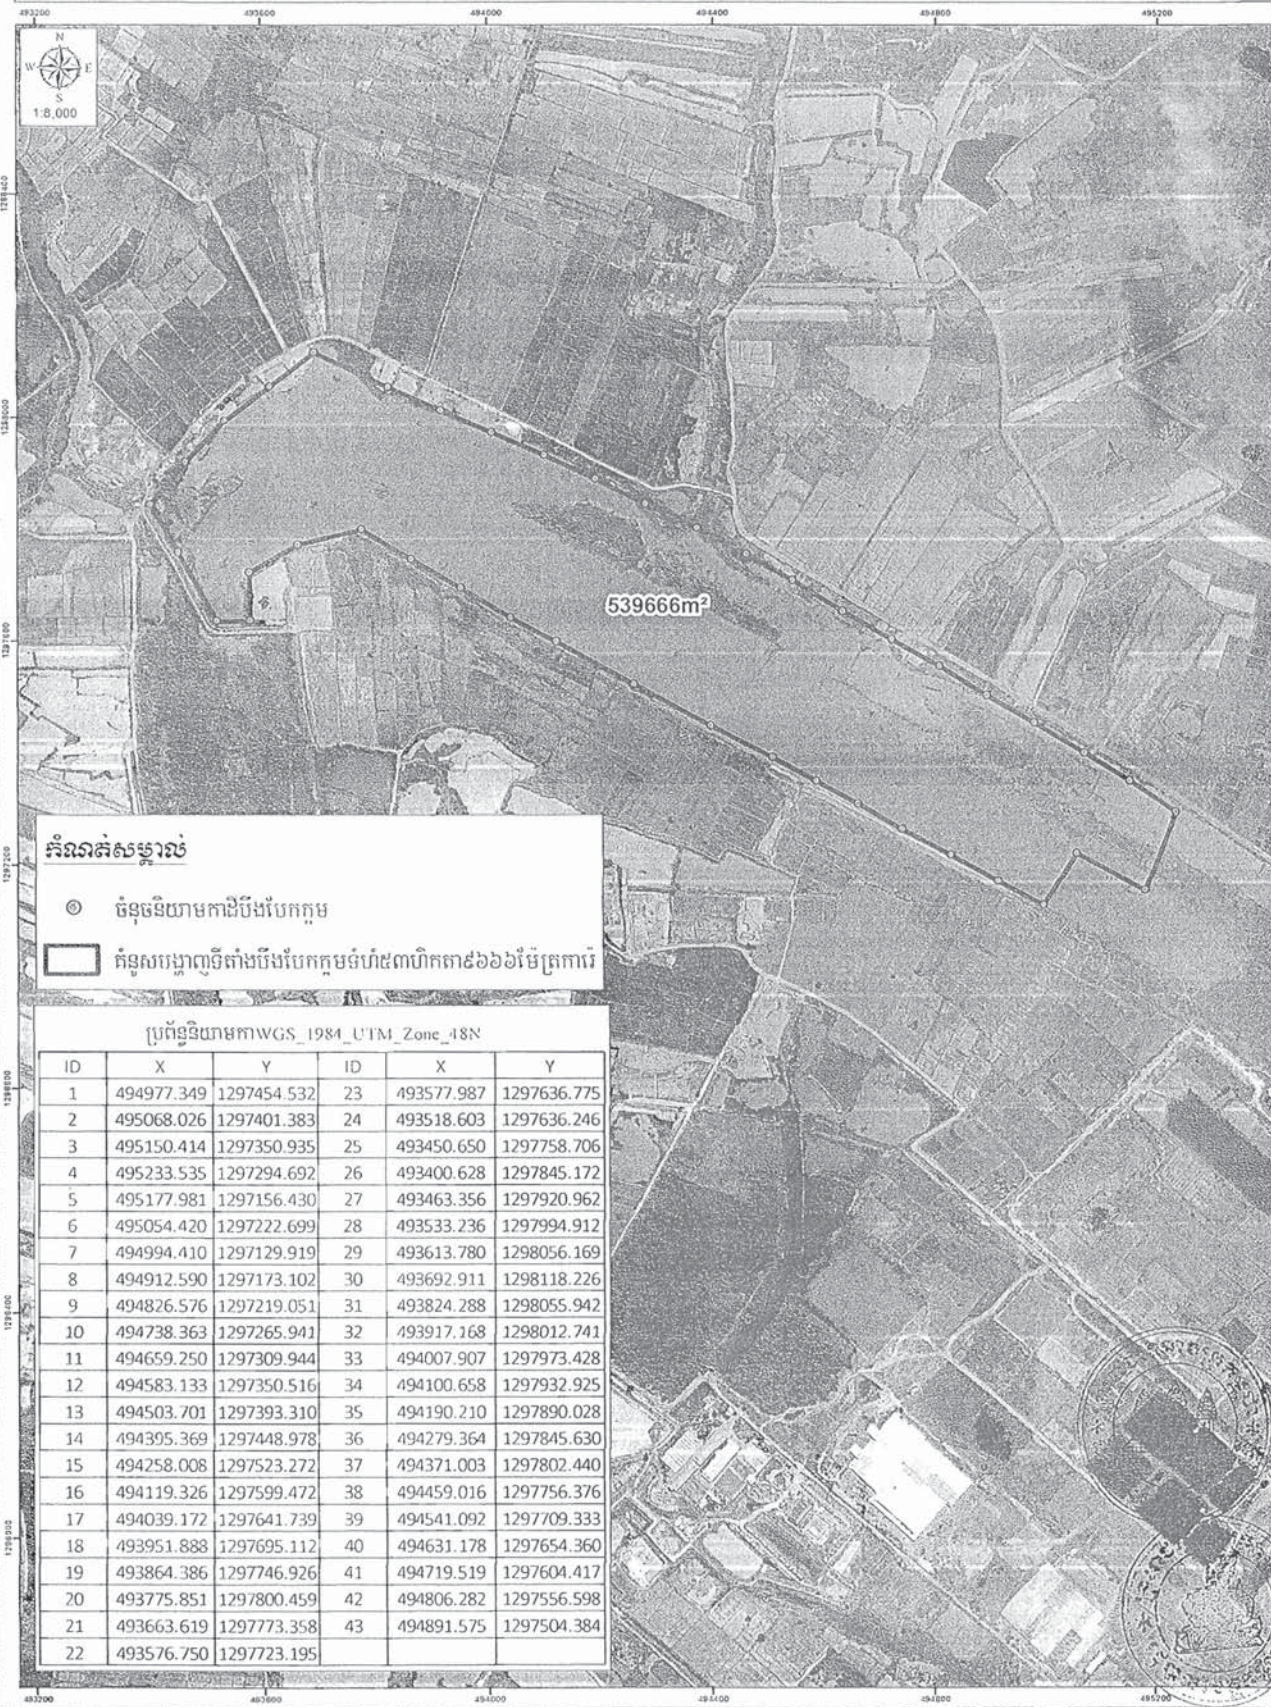 493200 493600 494000 494400 494800 495200
N
W E
S
1:8,000
1298400
1298000
539666m²
1297600
1297200
កំណត់សម្គាល់
ចំនុចនិយាមកាដីបឹងបែកក្អម
គំនូសបង្ហាញទីតាំងបឹងបែកក្អមទំហំ៥៣ហិកតា៩៦៦៦ម៉ែត្រការ៉េ
ប្រព័ន្ធនិយាមកាWGS_1984_UTM_Zone_48N
ID X Y ID X Y
1 494977.349 1297454.532 23 493577.987 1297636.775
2 495068.026 1297401.383 24 493518.603 1297636.246
3 495150.414 1297350.935 25 493450.650 1297758.706
4 495233.535 1297294.692 26 493400.628 1297845.172
5 495177.981 1297156.430 27 493463.356 1297920.962
6 495054.420 1297222.699 28 493533.236 1297994.912
7 494994.410 1297129.919 29 493613.780 1298056.169
8 494912.590 1297173.102 30 493692.911 1298118.226
9 494826.576 1297219.051 31 493824.288 1298055.942
10 494738.363 1297265.941 32 493917.168 1298012.741
11 494659.250 1297309.944 33 494007.907 1297973.428
12 494583.133 1297350.516 34 494100.658 1297932.925
13 494503.701 1297393.310 35 494190.210 1297890.028
14 494395.369 1297448.978 36 494279.364 1297845.630
15 494258.008 1297523.272 37 494371.003 1297802.440
16 494119.326 1297599.472 38 494459.016 1297756.376
17 494039.172 1297641.739 39 494541.092 1297709.333
18 493951.888 1297695.112 40 494631.178 1297654.360
19 493864.386 1297746.926 41 494719.519 1297604.417
20 493775.851 1297800.459 42 494806.282 1297556.598
21 493663.619 1297773.358 43 494891.575 1297504.384
22 493576.750 1297723.195
1296800
1296400
493200 493600 494000 494400 494800 495200